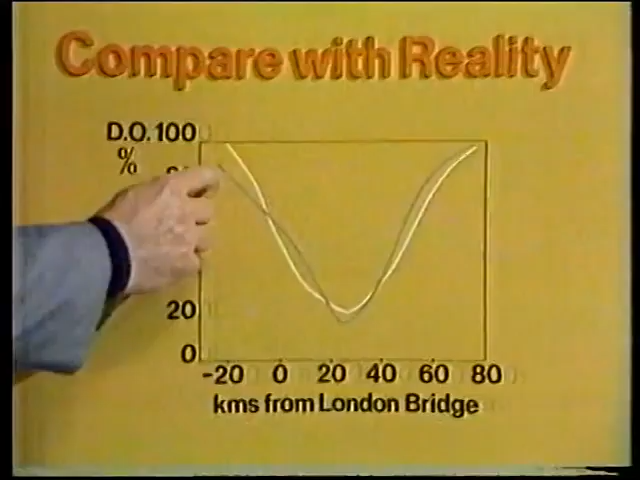 Compare with Reality
D.O. 100
%
20
0
-20 0 20 40 60 80
kms from London Bridge